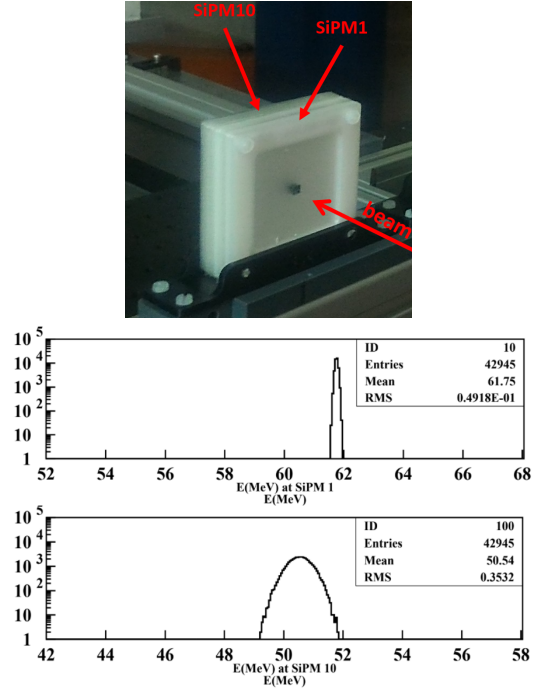 SiPM10
SiPM1
beam
10 5
10 4
10 3
10 2
10
1
52 54 56 58 60 62 64 66 68
E(MeV) at SiPM 1
E(MeV)
ID 10
Entries 42945
Mean 61.75
RMS 0.4918E-01
10 5
10 4
10 3
10 2
10
1
42 44 46 48 50 52 54 56 58
E(MeV) at SiPM 10
E(MeV)
ID 100
Entries 42945
Mean 50.54
RMS 0.3532